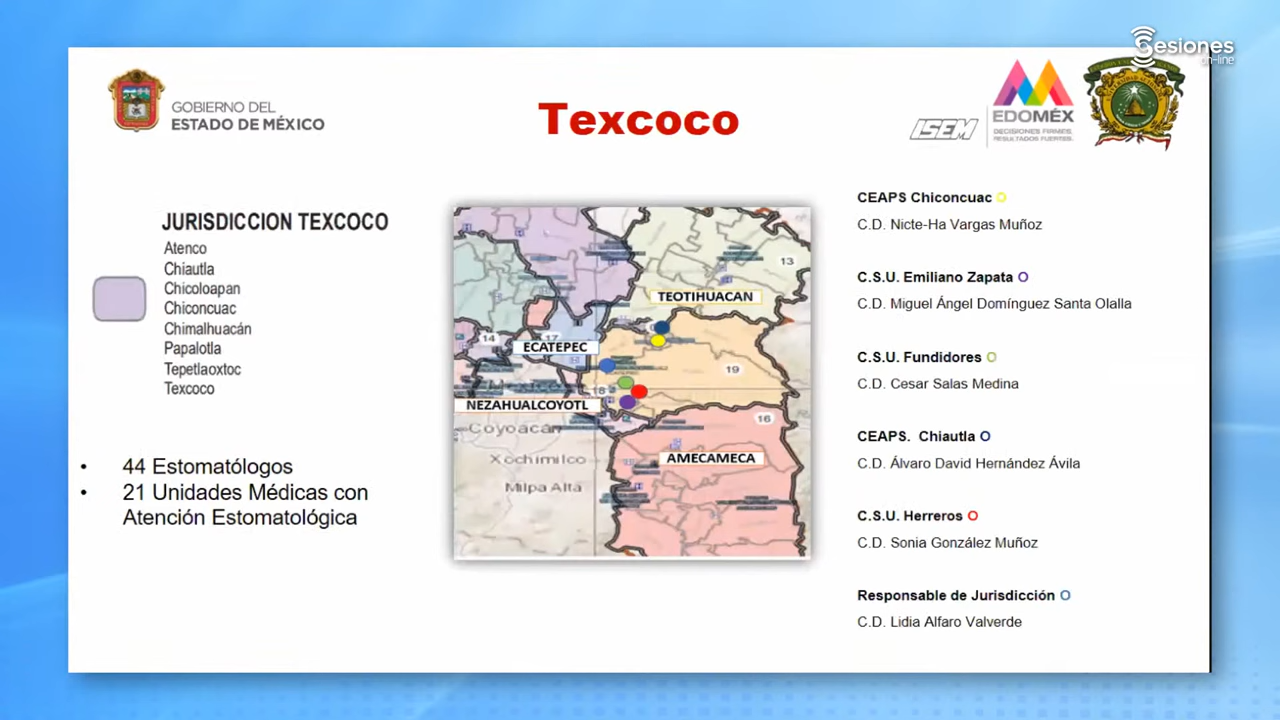 Sesiones
on-line
GOBIERNO DEL
ESTADO DE MÉXICO
Texcoco
ISEM
EDOMÉX
DECISIONES FIRMES,
RESULTADOS FUERTES.
JURISDICCION TEXCOCO
Atenco
Chiautla
Chicoloapan
Chiconcuac
Chimalhuacán
Papalotla
Tepetlaoxtoc
Texcoco
• 44 Estomatólogos
• 21 Unidades Médicas con
Atención Estomatológica
13
TEOTIHUACAN
14
17
ECATEPEC
19
18
NEZAHUALCOYOTL
16
Coyoacán
Xochimilco
AMECAMECA
Milpa Alta
CEAPS Chiconcuac
C.D. Nicte-Ha Vargas Muñoz
C.S.U. Emiliano Zapata
C.D. Miguel Ángel Domínguez Santa Olalla
C.S.U. Fundidores
C.D. Cesar Salas Medina
CEAPS. Chiautla
C.D. Álvaro David Hernández Ávila
C.S.U. Herreros
C.D. Sonia González Muñoz
Responsable de Jurisdicción
C.D. Lidia Alfaro Valverde